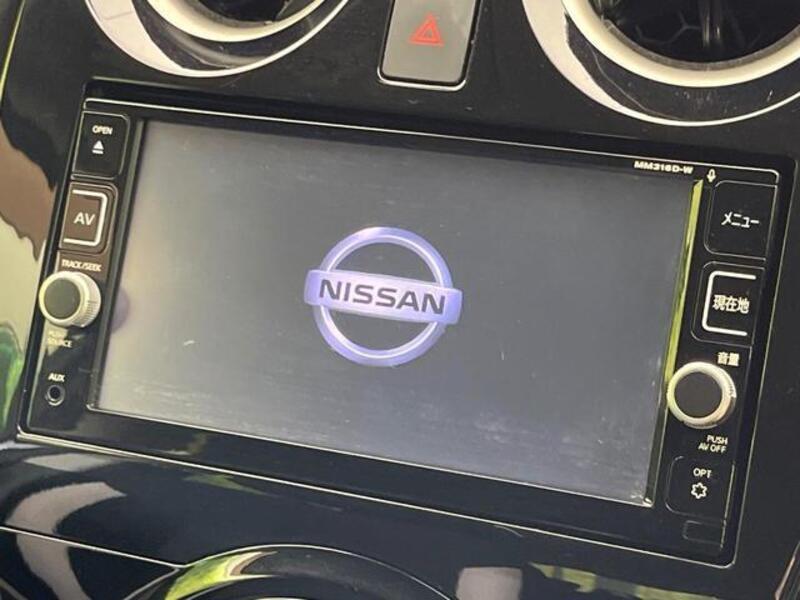 OPEN
AV
TRACK/SEEK
PUSH
SOURCE
AUX
NISSAN
MM316D-W
メニュー
現在地
音量
PUSH
AV OFF
OPT